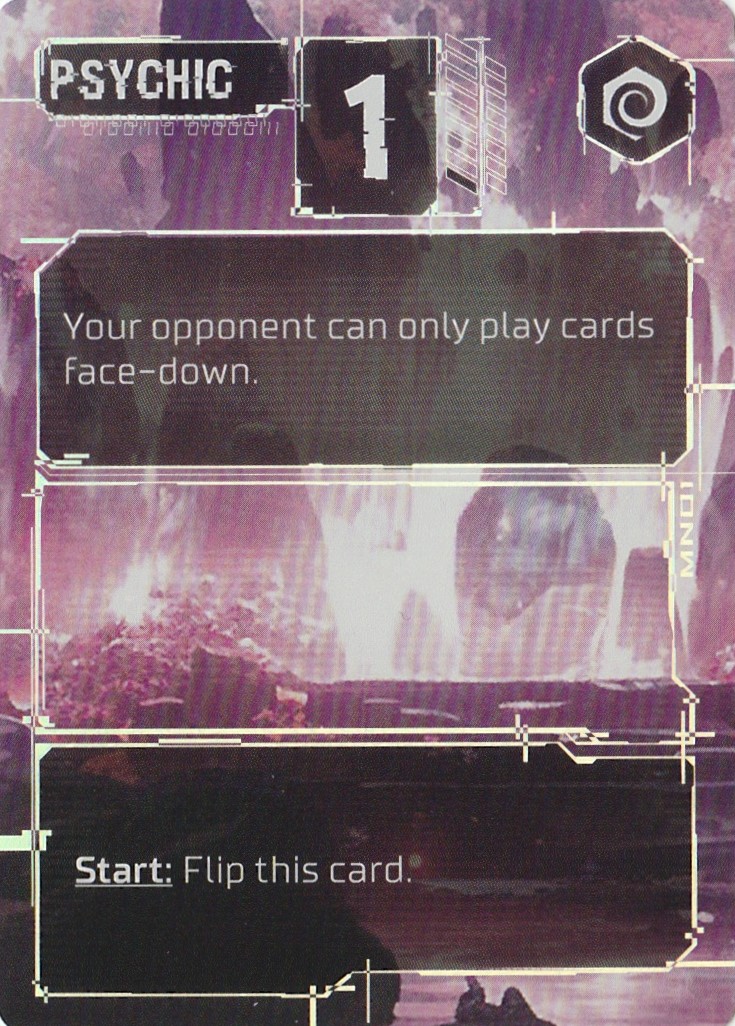 PSYCHIC
1
Your opponent can only play cards
face-down.
MN01
Start: Flip this card.